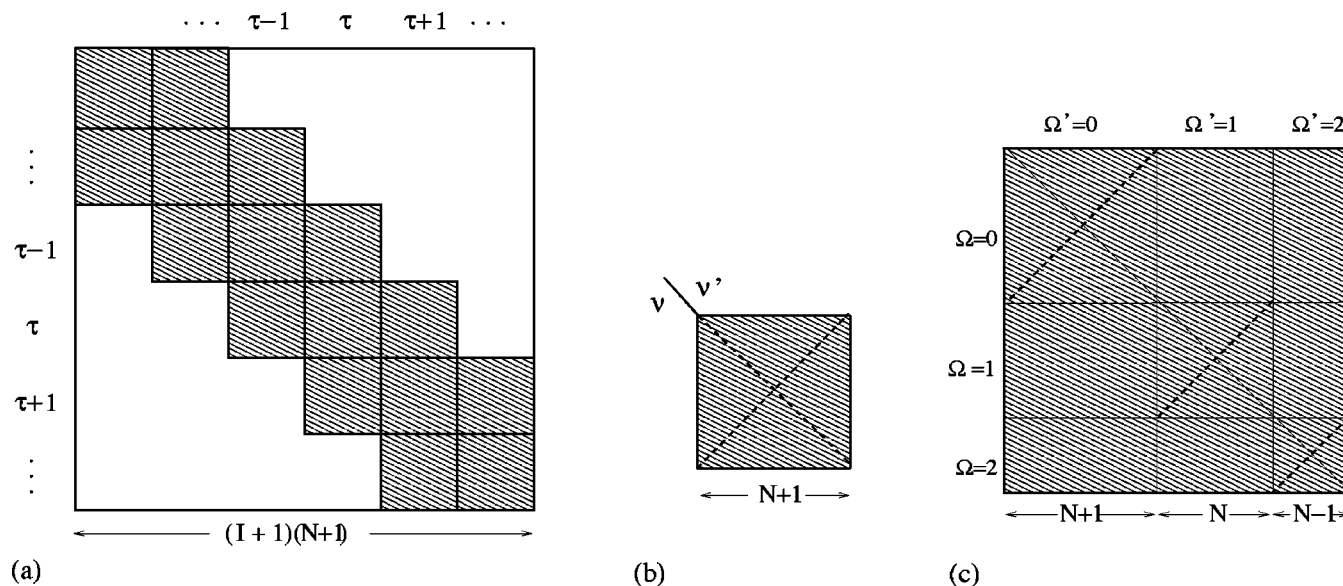 · · · τ−1 τ τ+1 · · ·
· · ·
τ−1
τ
τ+1
· · ·
(I + 1)(N+1)
(a)
ν ν’
N+1
(b)
Ω’=0 Ω’=1 Ω’=2
Ω=0
Ω=1
Ω=2
N+1 N N−1
(c)